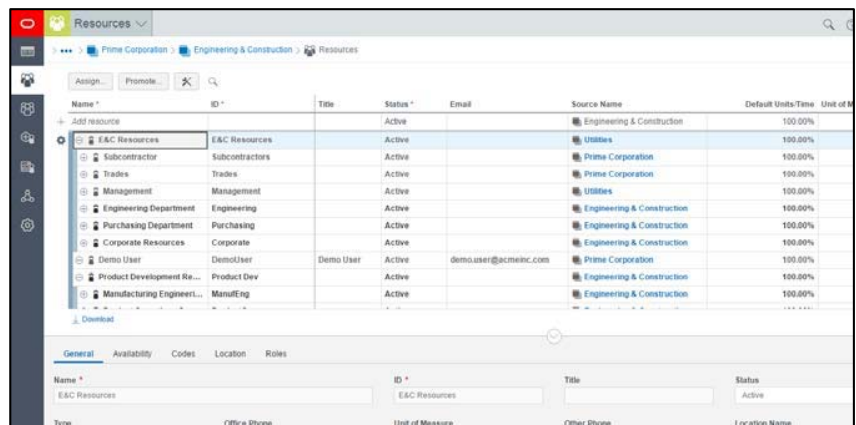 Resources
Prime Corporation > Engineering & Construction > Resources
Assign... Promote...
Name * ID * Title Status * Email Source Name Default Units/Time Unit of M
Add resource Active Engineering & Construction 100.00%
E&C Resources E&C Resources Active Utilities 100.00%
Subcontractor Subcontractors Active Prime Corporation 100.00%
Trades Trades Active Prime Corporation 100.00%
Management Management Active Utilities 100.00%
Engineering Department Engineering Active Engineering & Construction 100.00%
Purchasing Department Purchasing Active Engineering & Construction 100.00%
Corporate Resources Corporate Active Engineering & Construction 100.00%
Demo User DemoUser Demo User Active demo.user@acmeinc.com Prime Corporation 100.00%
Product Development Re... Product Dev Active Engineering & Construction 100.00%
Manufacturing Engineeri... ManufEng Active Engineering & Construction 100.00%
Download
General Availability Codes Location Roles
Name * ID * Title Status
E&C Resources E&C Resources Active
Type Office Phone Unit of Measure Other Phone Location Name